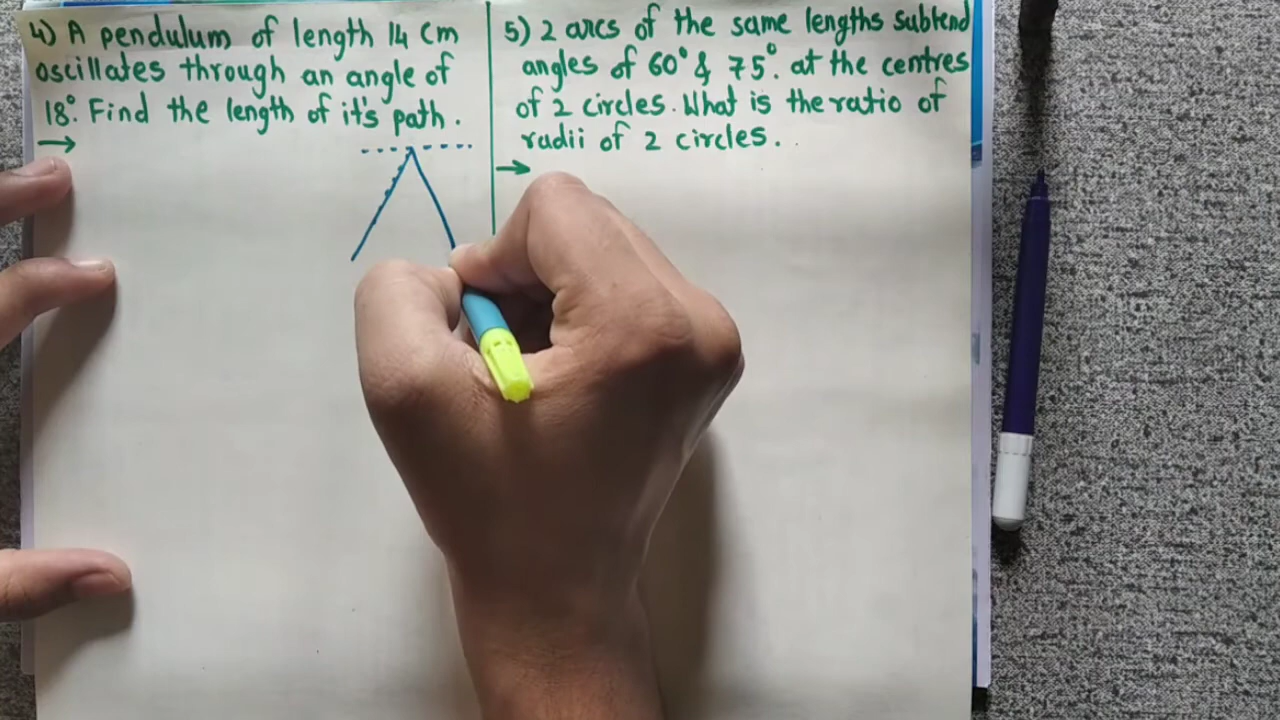 4) A pendulum of length 14 cm
oscillates through an angle of
18°. Find the length of it's path.
→
5) 2 arcs of the same lengths subtend
angles of 60° & 75°. at the centres
of 2 circles. What is the ratio of
radii of 2 circles.
→